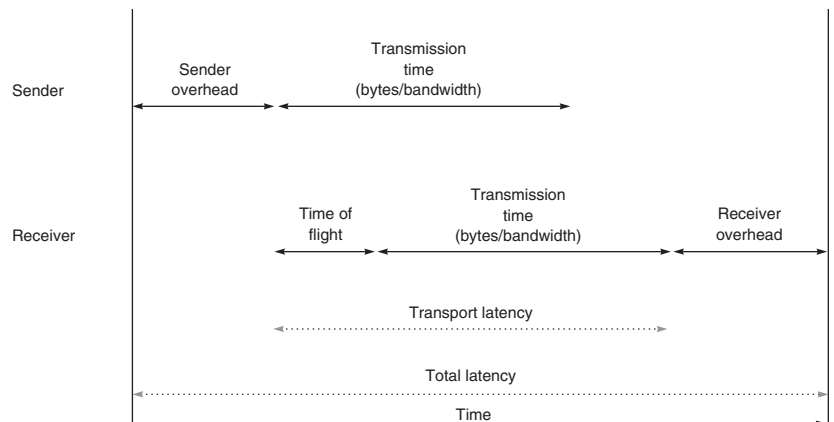 Sender
Sender
overhead
Transmission
time
(bytes/bandwidth)
Receiver
Time of
flight
Transmission
time
(bytes/bandwidth)
Receiver
overhead
Transport latency
Total latency
Time